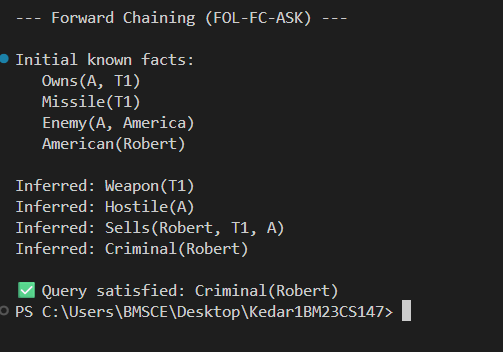 --- Forward Chaining (FOL-FC-ASK) ---
Initial known facts:
Owns(A, T1)
Missile(T1)
Enemy(A, America)
American(Robert)
Inferred: Weapon(T1)
Inferred: Hostile(A)
Inferred: Sells(Robert, T1, A)
Inferred: Criminal(Robert)
✅ Query satisfied: Criminal(Robert)
PS C:\Users\BMSCE\Desktop\Kedar1BM23CS147>